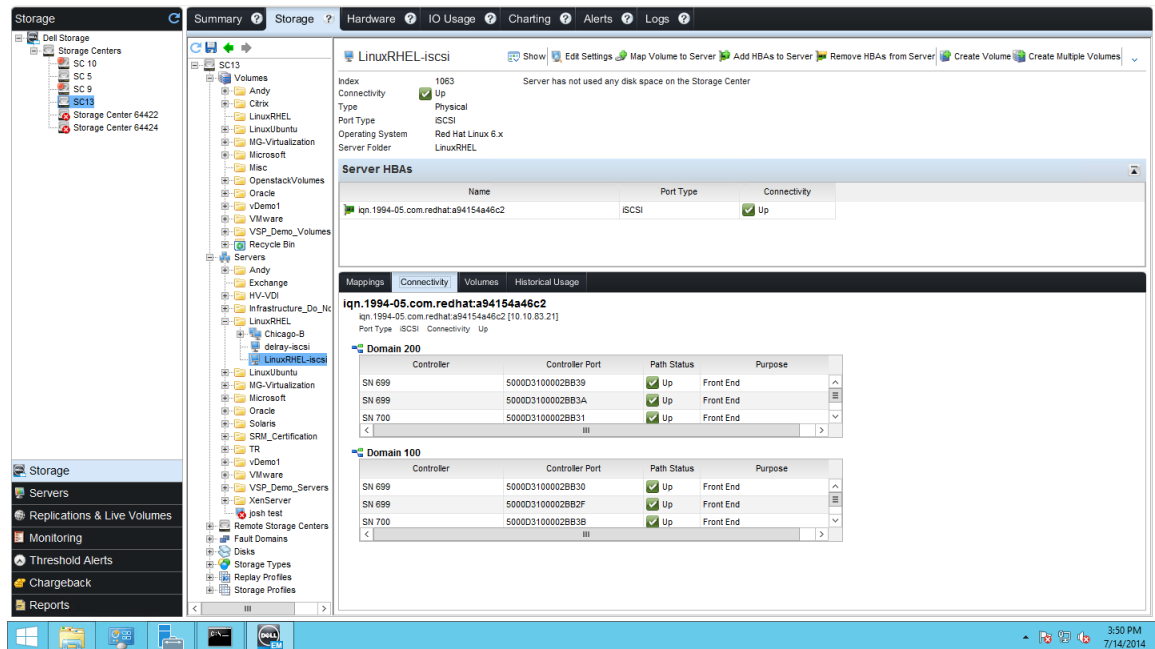 Storage
Summary ? Storage ? Hardware ? IO Usage ? Charting ? Alerts ? Logs ?
Dell Storage
Storage Centers
SC 10
SC 5
SC 9
SC13
Storage Center 64422
Storage Center 64424
Storage
Servers
Replications & Live Volumes
Monitoring
Threshold Alerts
Chargeback
Reports
SC13
Volumes
Andy
Citrix
LinuxRHEL
LinuxUbuntu
MG-Virtualization
Microsoft
Misc
OpenstackVolumes
Oracle
vDemo1
VMware
VSP_Demo_Volumes
Recycle Bin
Servers
Andy
Exchange
HV-VDI
Infrastructure_Do_Nc
LinuxRHEL
Chicago-B
delray-iscsi
LinuxRHEL-iscsi
LinuxUbuntu
MG-Virtualization
Microsoft
Oracle
Solaris
SRM_Certification
TR
vDemo1
VMware
VSP_Demo_Servers
XenServer
josh test
Remote Storage Centers
Fault Domains
Disks
Storage Types
Replay Profiles
Storage Profiles
LinuxRHEL-iscsi Show Edit Settings Map Volume to Server Add HBAs to Server Remove HBAs from Server Create Volume Create Multiple Volumes
Index 1063 Server has not used any disk space on the Storage Center
Connectivity Up
Type Physical
Port Type iSCSI
Operating System Red Hat Linux 6.x
Server Folder LinuxRHEL
Server HBAs
Name Port Type Connectivity
iqn.1994-05.com.redhat:a94154a46c2 iSCSI Up
Mappings Connectivity Volumes Historical Usage
iqn.1994-05.com.redhat:a94154a46c2
iqn.1994-05.com.redhat:a94154a46c2 [10.10.83.21]
Port Type iSCSI Connectivity Up
Domain 200
Controller Controller Port Path Status Purpose
SN 699 5000D3100002BB39 Up Front End
SN 699 5000D3100002BB3A Up Front End
SN 700 5000D3100002BB31 Up Front End
Domain 100
Controller Controller Port Path Status Purpose
SN 699 5000D3100002BB30 Up Front End
SN 699 5000D3100002BB2F Up Front End
SN 700 5000D3100002BB3B Up Front End
C:\_
DELL
EM
3:50 PM
7/14/2014